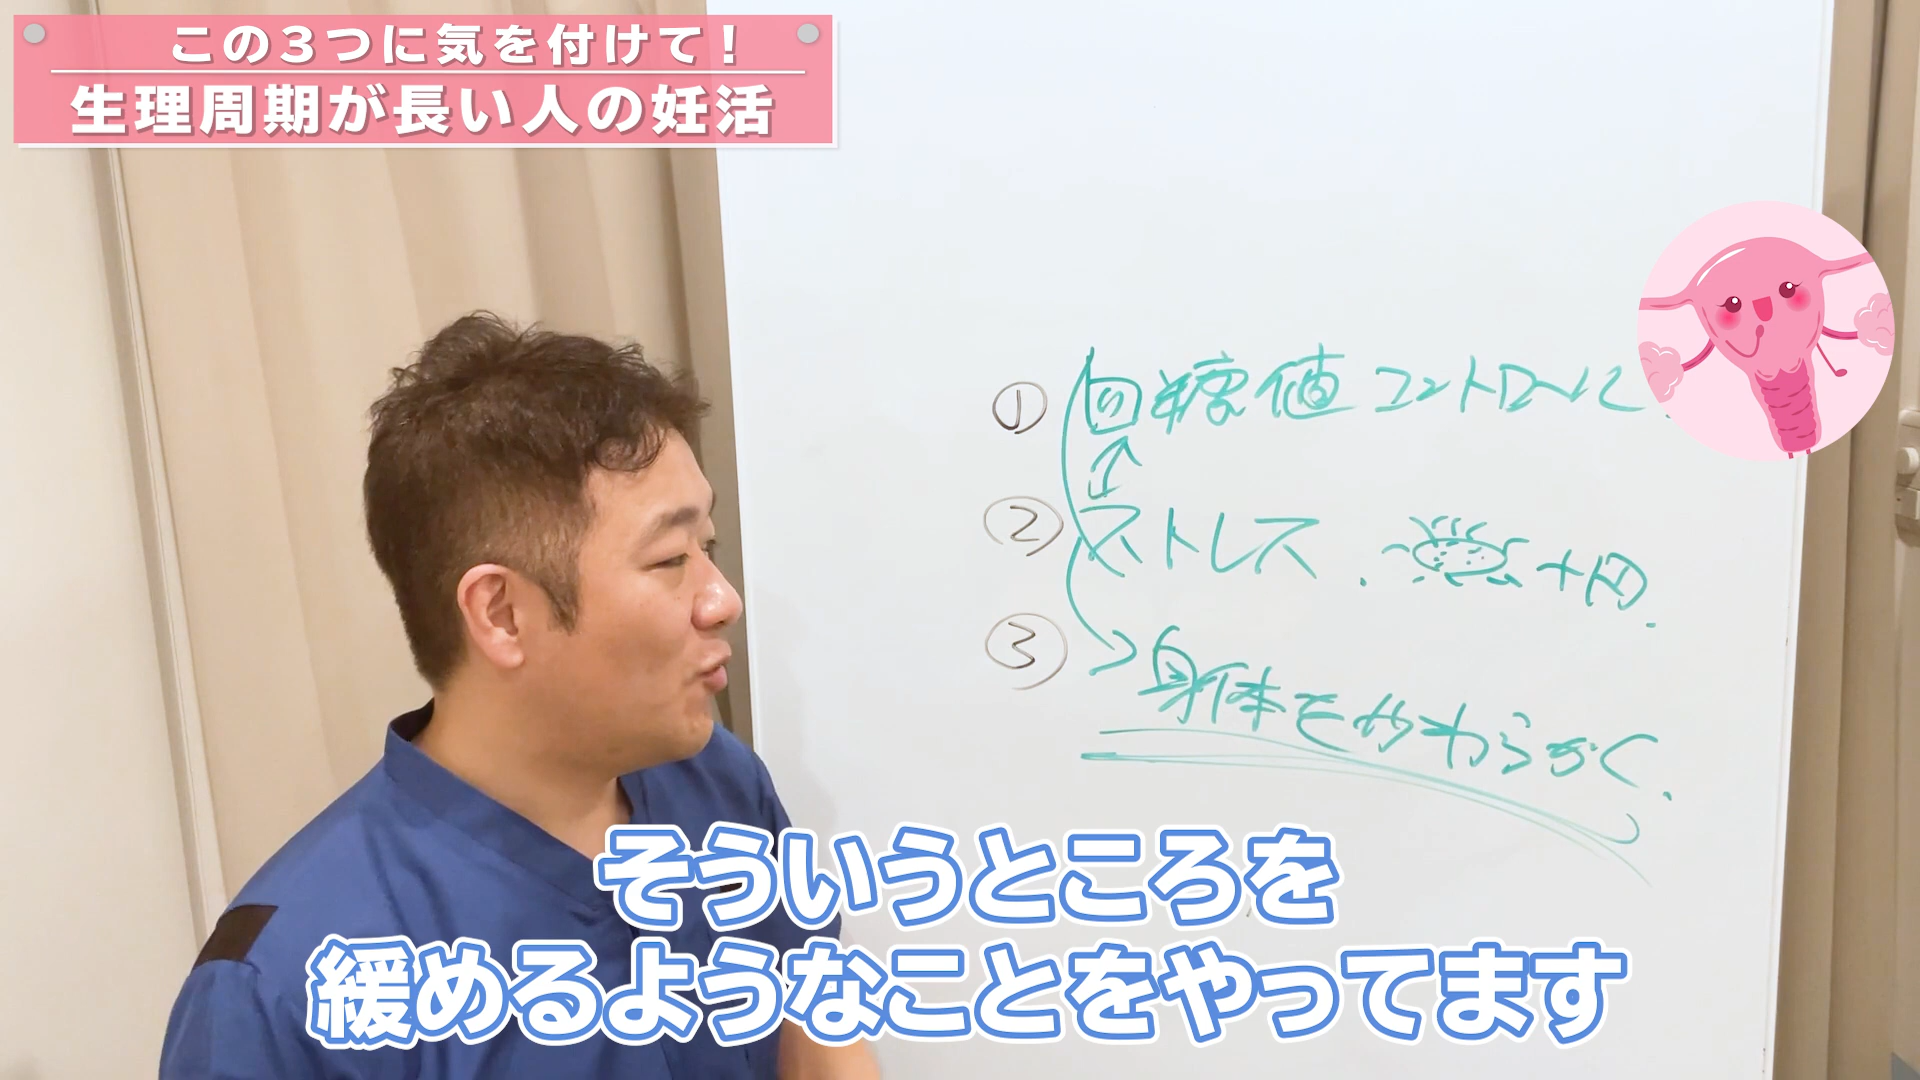 この3つに気を付けて！
生理周期が長い人の妊活
① 血糖値コントロール.
② ストレス.
③ 身体をやわらかく.
そういうところを
緩めるようなことをやってます